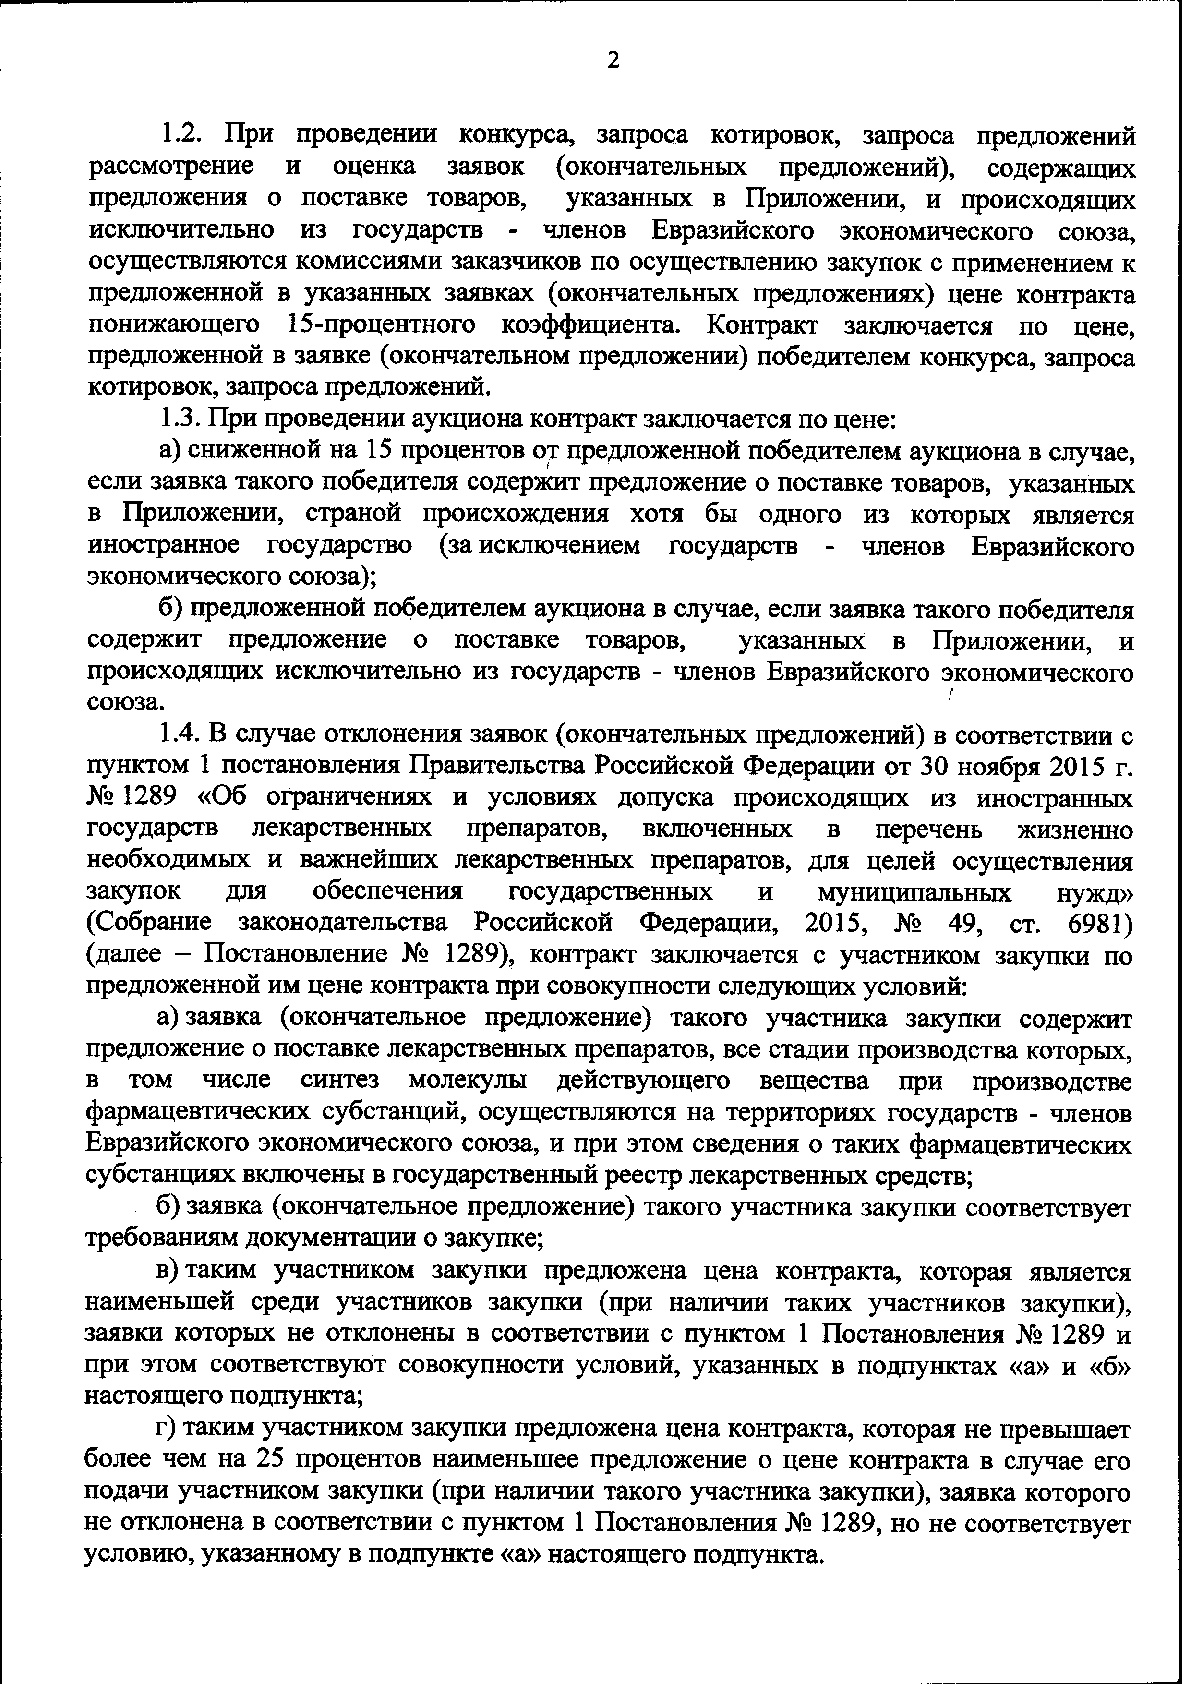 2
1.2. При проведении конкурса, запроса котировок, запроса предложений
рассмотрение и оценка заявок (окончательных предложений), содержащих
предложения о поставке товаров, указанных в Приложении, и происходящих
исключительно из государств - членов Евразийского экономического союза,
осуществляются комиссиями заказчиков по осуществлению закупок с применением к
предложенной в указанных заявках (окончательных предложениях) цене контракта
понижающего 15-процентного коэффициента. Контракт заключается по цене,
предложенной в заявке (окончательном предложении) победителем конкурса, запроса
котировок, запроса предложений.
1.3. При проведении аукциона контракт заключается по цене:
а) сниженной на 15 процентов от предложенной победителем аукциона в случае,
если заявка такого победителя содержит предложение о поставке товаров, указанных
в Приложении, страной происхождения хотя бы одного из которых является
иностранное государство (за исключением государств - членов Евразийского
экономического союза);
б) предложенной победителем аукциона в случае, если заявка такого победителя
содержит предложение о поставке товаров, указанных в Приложении, и
происходящих исключительно из государств - членов Евразийского экономического
союза.
1.4. В случае отклонения заявок (окончательных предложений) в соответствии с
пунктом 1 постановления Правительства Российской Федерации от 30 ноября 2015 г.
№ 1289 «Об ограничениях и условиях допуска происходящих из иностранных
государств лекарственных препаратов, включенных в перечень жизненно
необходимых и важнейших лекарственных препаратов, для целей осуществления
закупок для обеспечения государственных и муниципальных нужд»
(Собрание законодательства Российской Федерации, 2015, № 49, ст. 6981)
(далее – Постановление № 1289), контракт заключается с участником закупки по
предложенной им цене контракта при совокупности следующих условий:
а) заявка (окончательное предложение) такого участника закупки содержит
предложение о поставке лекарственных препаратов, все стадии производства которых,
в том числе синтез молекулы действующего вещества при производстве
фармацевтических субстанций, осуществляются на территориях государств - членов
Евразийского экономического союза, и при этом сведения о таких фармацевтических
субстанциях включены в государственный реестр лекарственных средств;
б) заявка (окончательное предложение) такого участника закупки соответствует
требованиям документации о закупке;
в) таким участником закупки предложена цена контракта, которая является
наименьшей среди участников закупки (при наличии таких участников закупки),
заявки которых не отклонены в соответствии с пунктом 1 Постановления № 1289 и
при этом соответствуют совокупности условий, указанных в подпунктах «а» и «б»
настоящего подпункта;
г) таким участником закупки предложена цена контракта, которая не превышает
более чем на 25 процентов наименьшее предложение о цене контракта в случае его
подачи участником закупки (при наличии такого участника закупки), заявка которого
не отклонена в соответствии с пунктом 1 Постановления № 1289, но не соответствует
условию, указанному в подпункте «а» настоящего подпункта.